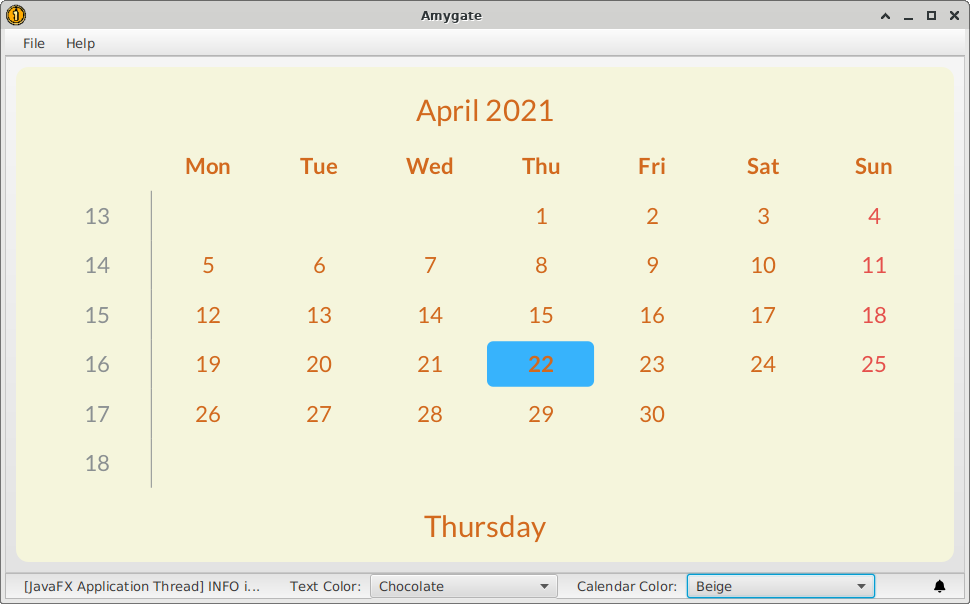 Amygate
File Help
April 2021
Mon Tue Wed Thu Fri Sat Sun
13 1 2 3 4
14 5 6 7 8 9 10 11
15 12 13 14 15 16 17 18
16 19 20 21 22 23 24 25
17 26 27 28 29 30
18
Thursday
[JavaFX Application Thread] INFO i... Text Color: Chocolate Calendar Color: Beige